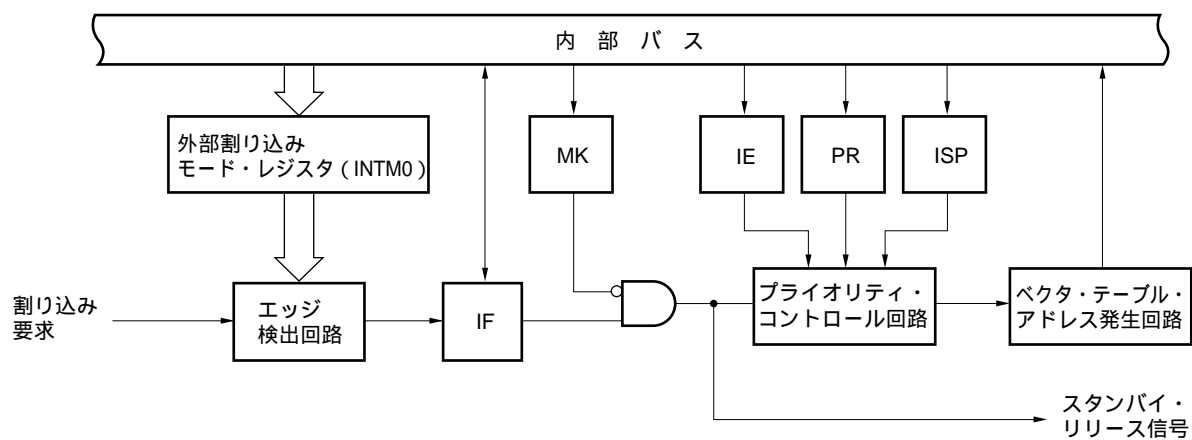 内 部 バ ス
外部割り込み
モード・レジスタ（INTM0）
MK
IE
PR
ISP
割り込み
要求
エッジ
検出回路
IF
プライオリティ・
コントロール回路
ベクタ・テーブル・
アドレス発生回路
スタンバイ・
リリース信号